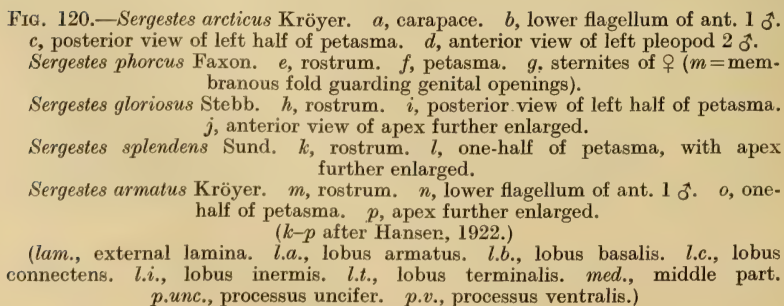 FIG. 120.—Sergestes arcticus Kröyer. a, carapace. b, lower flagellum of ant. 1 ♂.
c, posterior view of left half of petasma. d, anterior view of left pleopod 2 ♂.
Sergestes phorcus Faxon. e, rostrum. f, petasma. g. sternites of ♀ (m=mem-
branous fold guarding genital openings).
Sergestes gloriosus Stebb. h, rostrum. i, posterior view of left half of petasma.
j, anterior view of apex further enlarged.
Sergestes splendens Sund. k, rostrum. l, one-half of petasma, with apex
further enlarged.
Sergestes armatus Kröyer. m, rostrum. n, lower flagellum of ant. 1 ♂. o, one-
half of petasma. p, apex further enlarged.
(k–p after Hansen, 1922.)
(lam., external lamina. l.a., lobus armatus. l.b., lobus basalis. l.c., lobus
connectens. l.i., lobus inermis. l.t., lobus terminalis. med., middle part.
p.unc., processus uncifer. p.v., processus ventralis.)